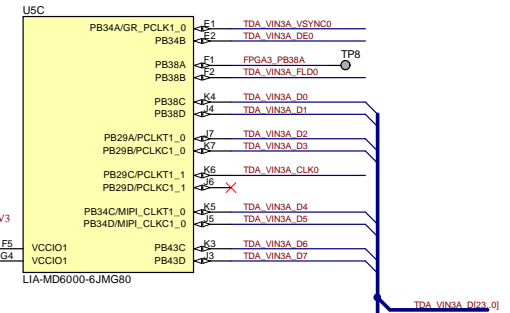 U5C
PB34A/GR_PCLK1_0 E1 TDA_VIN3A_VSYNC0
PB34B E2 TDA_VIN3A_DE0
TP8
PB38A F1 FPGA3_PB38A
PB38B F2 TDA_VIN3A_FLD0
PB38C K4 TDA_VIN3A_D0
PB38D J4 TDA_VIN3A_D1
PB29A/PCLKT1_0 J7 TDA_VIN3A_D2
PB29B/PCLKC1_0 K7 TDA_VIN3A_D3
PB29C/PCLKT1_1 K6 TDA_VIN3A_CLK0
PB29D/PCLKC1_1 J6
PB34C/MIPI_CLKT1_0 K5 TDA_VIN3A_D4
V3
PB34D/MIPI_CLKC1_0 J5 TDA_VIN3A_D5
F5 VCCIO1 PB43C K3 TDA_VIN3A_D6
G4 VCCIO1 PB43D J3 TDA_VIN3A_D7
LIA-MD6000-6JMG80
TDA_VIN3A_D[23..0]